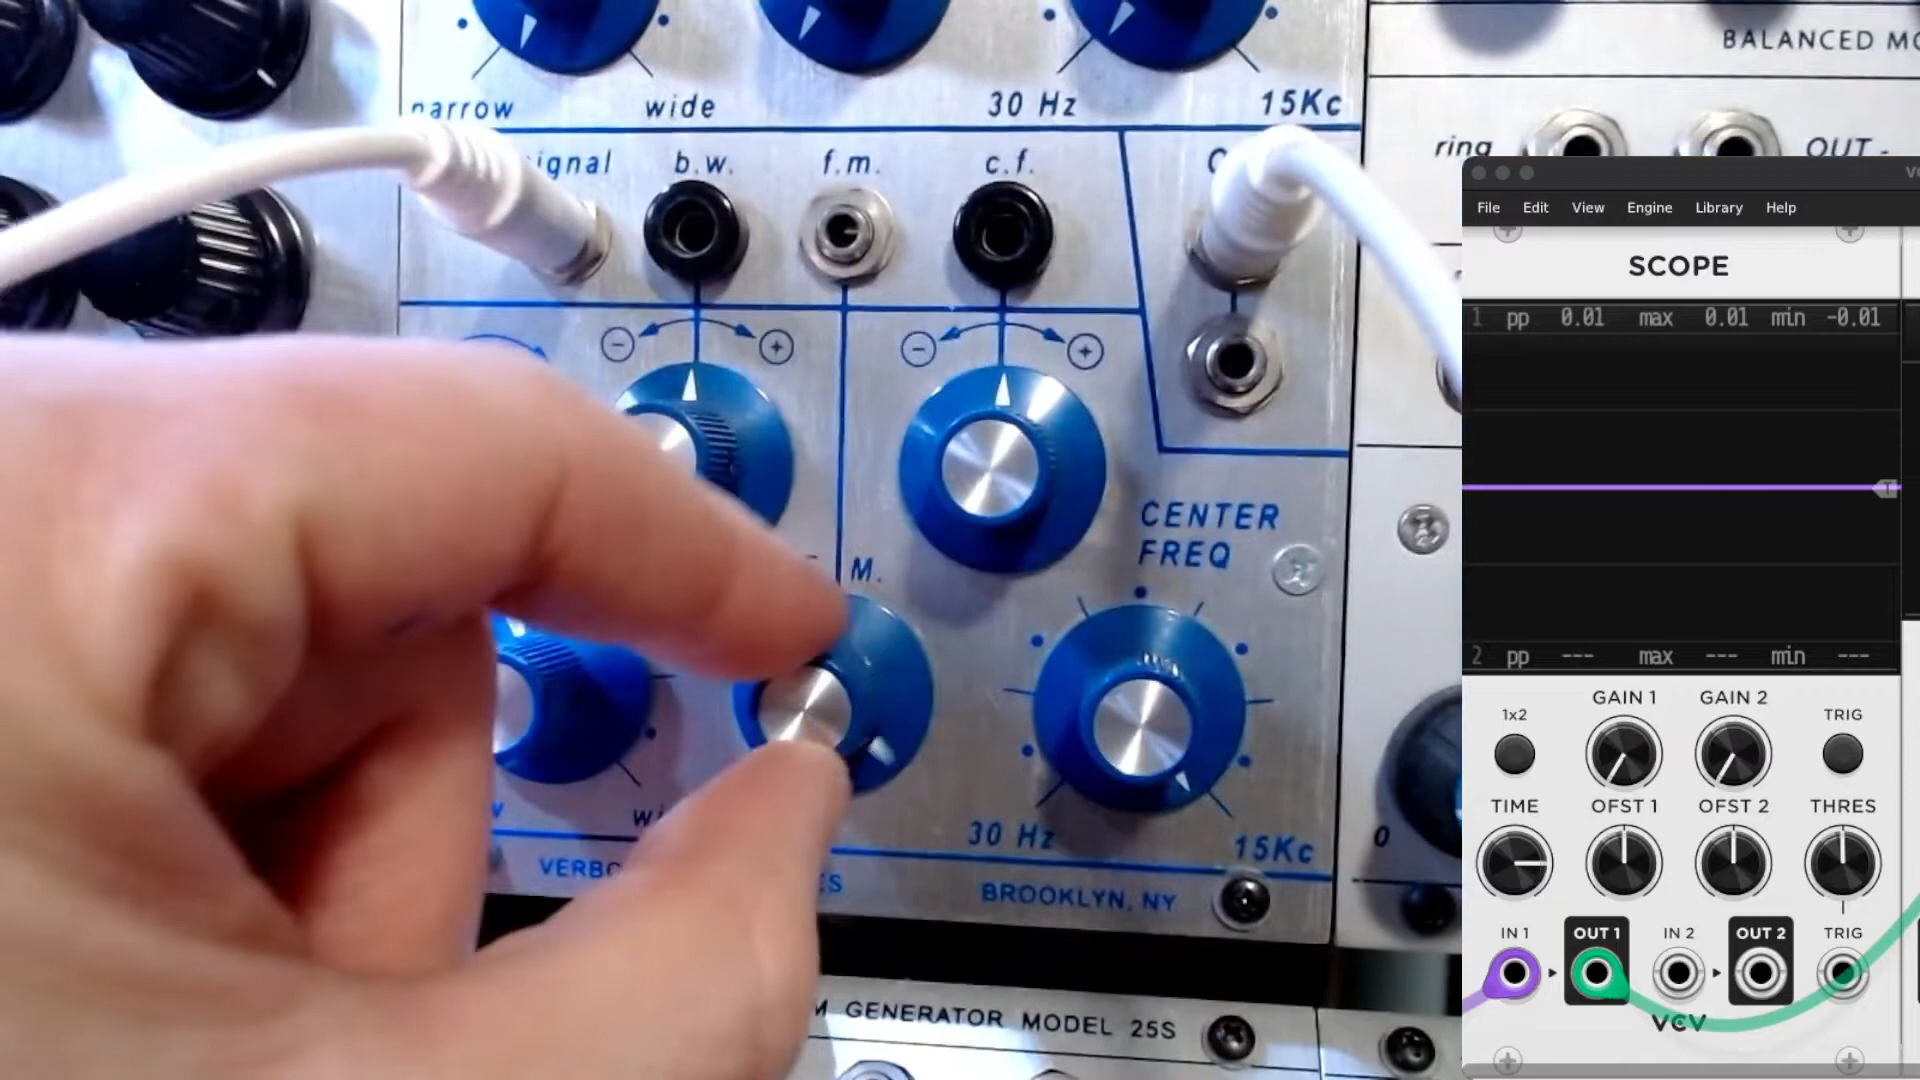 BALANCED
narrow
wide
30 Hz
15Kc
ring
OUT -
b.w.
f.m.
c.f.
File Edit View Engine Library Help
SCOPE
1 pp 0.01 max 0.01 min -0.01
CENTER
FREQ
M.
2 pp --- max --- min ---
GAIN 1 GAIN 2
1x2 TRIG
TIME OFST 1 OFST 2 THRES
30 Hz
15Kc
0
BROOKLYN, NY
IN 1 OUT 1 IN 2 OUT 2 TRIG
GENERATOR MODEL 25S
VCV